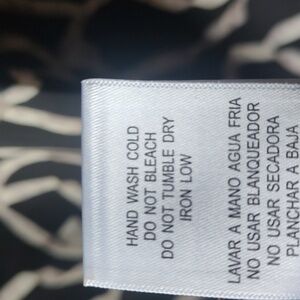 HAND WASH COLD
DO NOT BLEACH
DO NOT TUMBLE DRY
IRON LOW
LAVAR A MANO AGUA FRIA
NO USAR BLANQUEADOR
NO USAR SECADORA
PLANCHAR A BAJA